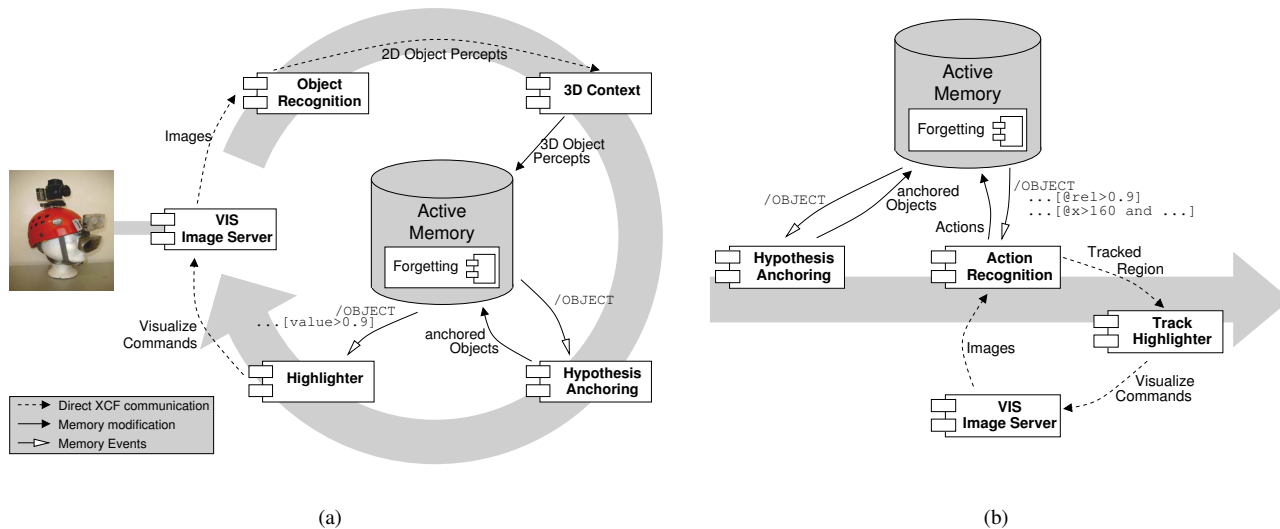 2D Object Percepts
Object
Recognition
3D Context
Images
3D Object
Percepts
VIS
Image Server
Active
Memory
Forgetting
/OBJECT
...[value>0.9]
/OBJECT
Visualize
Commands
anchored
Objects
Highlighter
Hypothesis
Anchoring
Direct XCF communication
Memory modification
Memory Events
(a)
Active
Memory
Forgetting
/OBJECT
anchored
Objects
/OBJECT
...[@rel>0.9]
...[@x>160 and ...]
Actions
Hypothesis
Anchoring
Action
Recognition
Tracked
Region
Track
Highlighter
Images
Visualize
Commands
VIS
Image Server
(b)